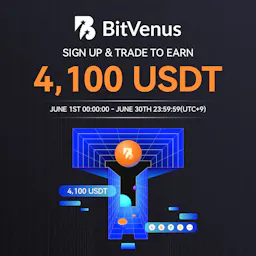 BitVenus
SIGN UP & TRADE TO EARN
4,100 USDT
JUNE 1ST 00:00:00 - JUNE 30TH 23:59:59(UTC+9)
4,100 USDT